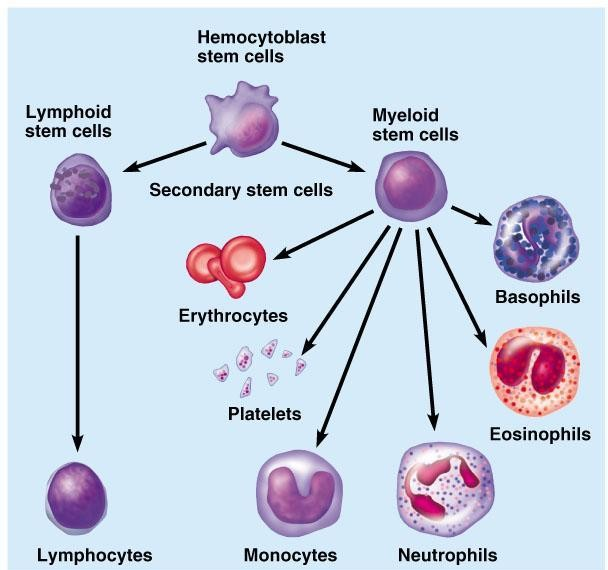 Hemocytoblast
stem cells
Lymphoid
stem cells
Myeloid
stem cells
Secondary stem cells
Basophils
Erythrocytes
Platelets
Eosinophils
Lymphocytes
Monocytes
Neutrophils